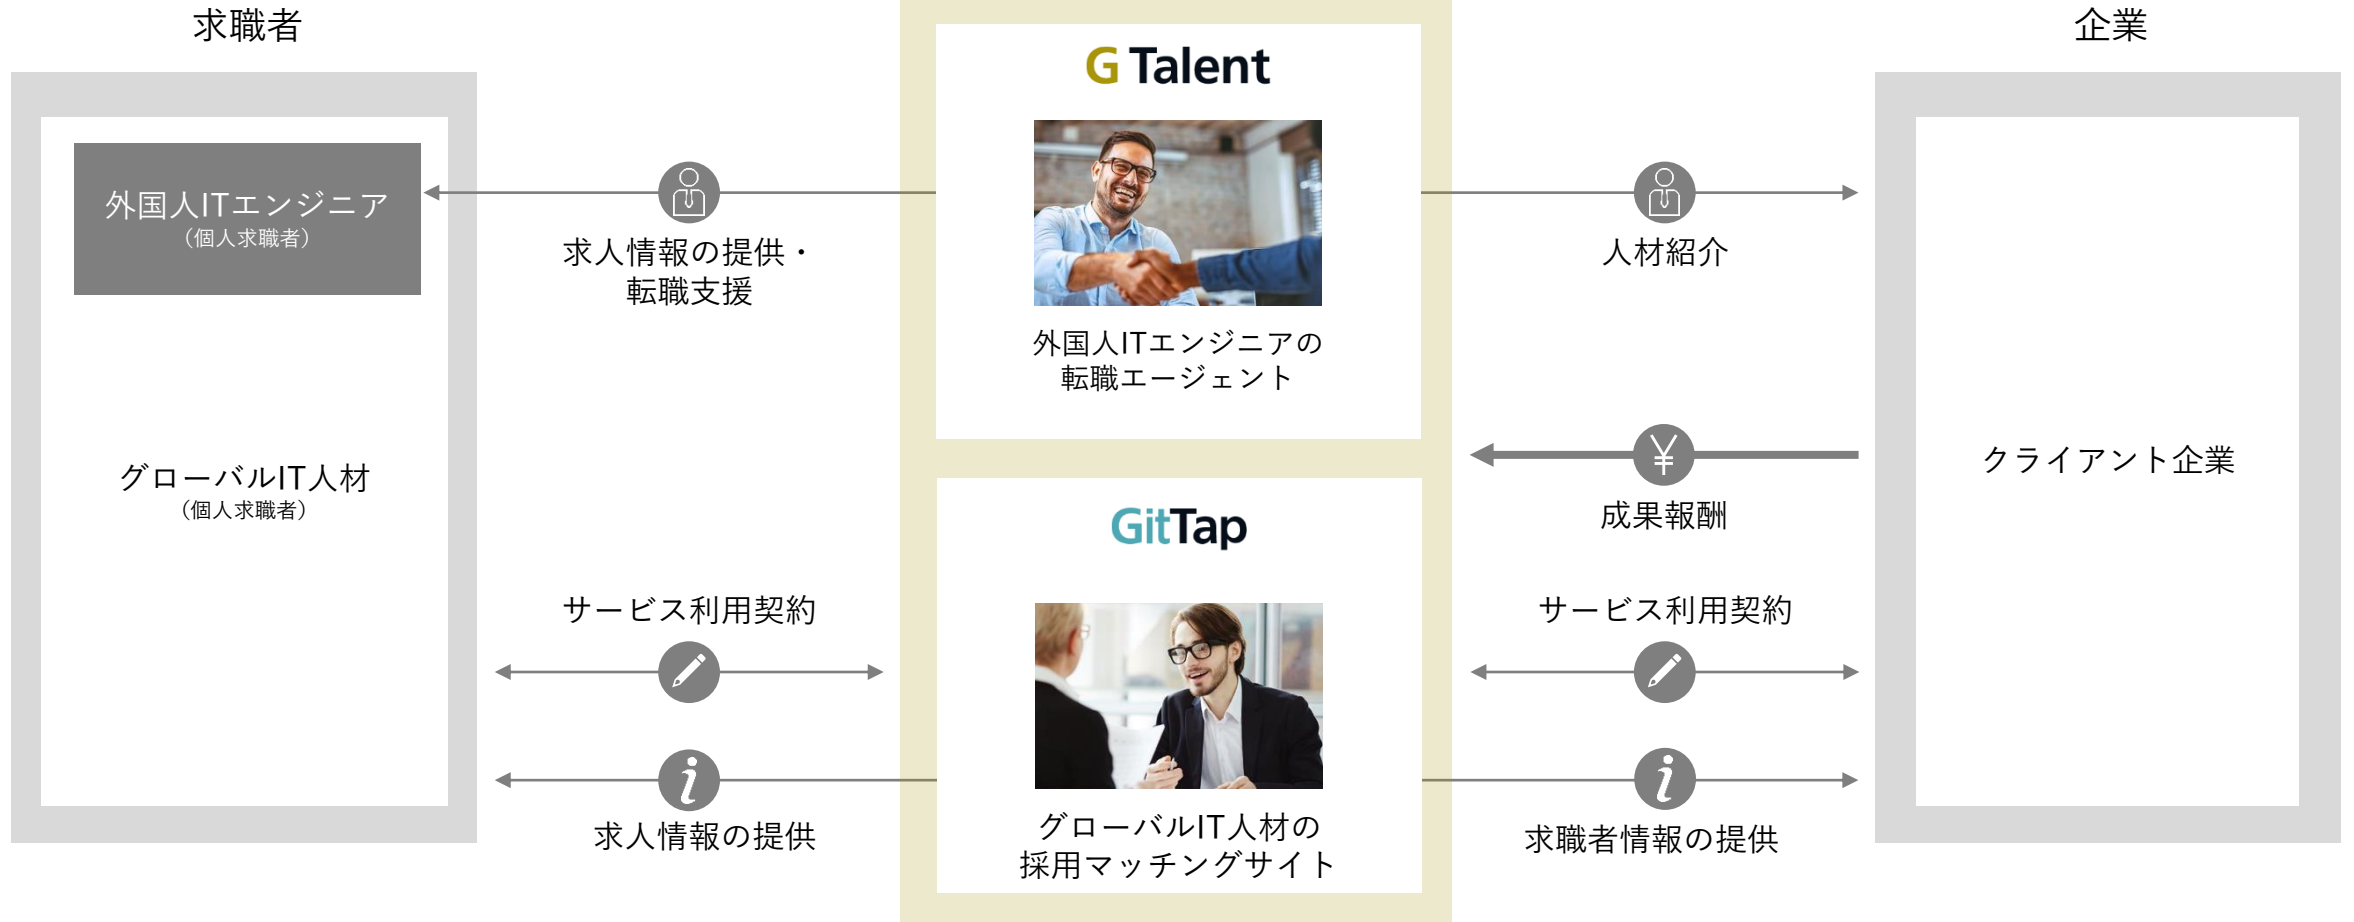 求職者
外国人ITエンジニア
（個人求職者）
グローバルIT人材
（個人求職者）
求人情報の提供・
転職支援
サービス利用契約
求人情報の提供
G Talent
外国人ITエンジニアの
転職エージェント
GitTap
グローバルIT人材の
採用マッチングサイト
人材紹介
¥
成果報酬
サービス利用契約
求職者情報の提供
企業
クライアント企業